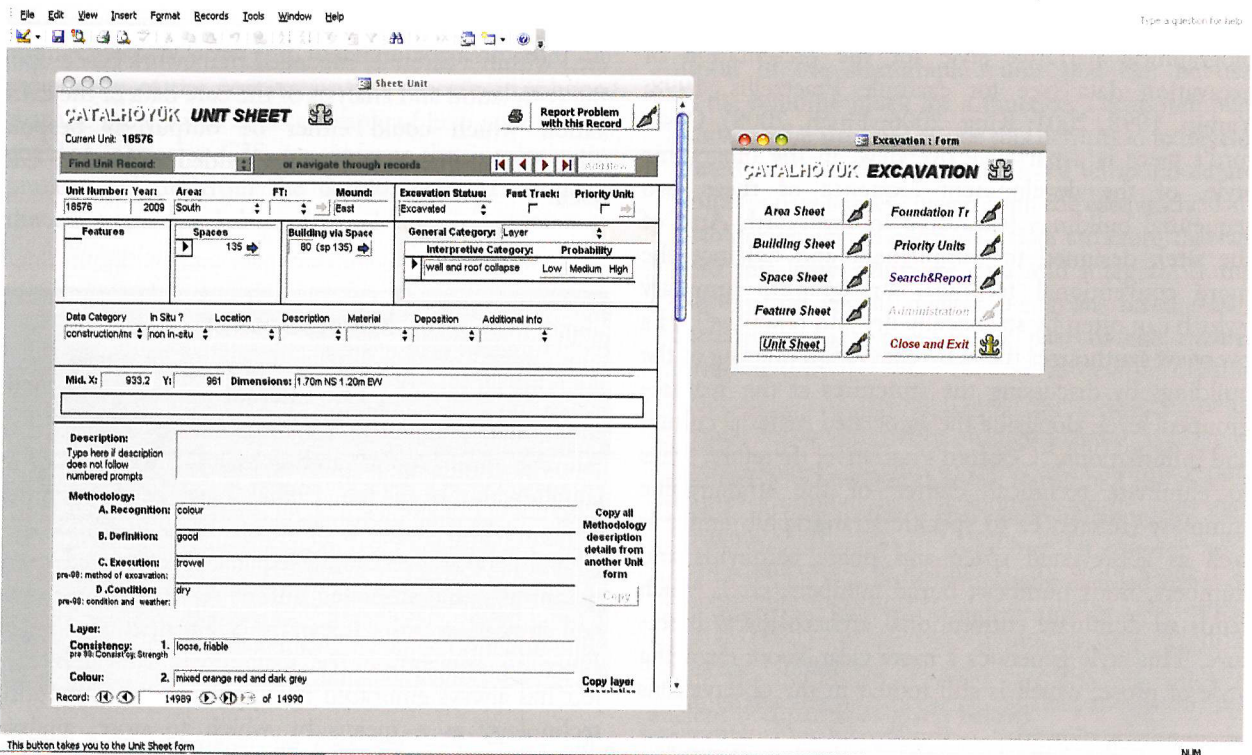 File Edit View Insert Format Records Tools Window Help
Type a question for help
Sheet: Unit
ÇATALHÖYÜK UNIT SHEET
Report Problem
with this Record
Current Unit: 18576
Find Unit Record:
or navigate through records
Add New
Unit Number: Year: Area: FT: Mound: Excavation Status: Fast Track: Priority Unit:
18576 2009 South East Excavated
Features Spaces Building via Space General Category: Layer
135 80 (sp 135) Interpretive Category: Probability
wall and roof collapse Low Medium High
Data Category In Situ ? Location Description Material Deposition Additional Info
construction/ma non in-situ
Mid. X: 933.2 Y: 961 Dimensions: 1.70m NS 1.20m EW
Description:
Type here if description
does not follow
numbered prompts
Methodology:
A. Recognition: colour
B. Definition: good
C. Execution: trowel
pre-98: method of excavation:
D .Condition: dry
pre-98: condition and weather:
Copy all
Methodology
description
details from
another Unit
form
Copy
Layer:
Consistency: 1. loose, friable
pre 98: Consist'cy; Strength
Colour: 2. mixed orange red and dark grey
Copy layer
description
Record: 14989 of 14990
Excavation : Form
ÇATALHÖYÜK EXCAVATION
Area Sheet Foundation Tr
Building Sheet Priority Units
Space Sheet Search&Report
Feature Sheet Administration
Unit Sheet Close and Exit
This button takes you to the Unit Sheet form
NUM